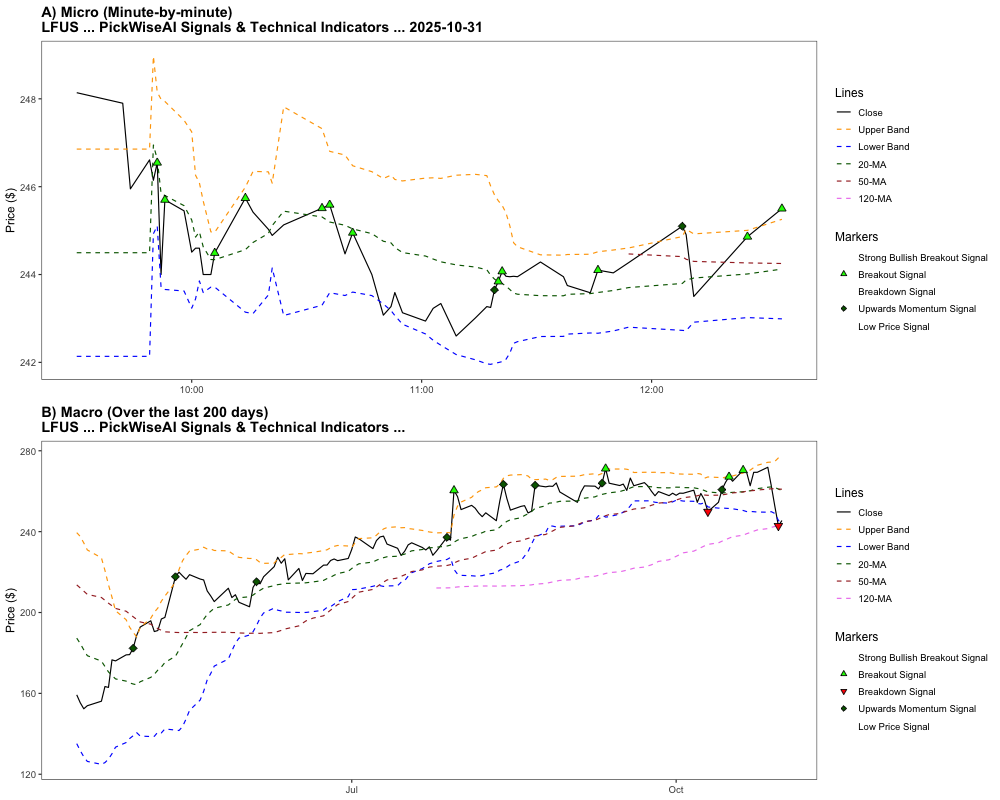 A) Micro (Minute-by-minute)
LFUS ... PickWiseAI Signals & Technical Indicators ... 2025-10-31
Price ($)
248
246
244
242
10:00
11:00
12:00
Lines
Close
Upper Band
Lower Band
20-MA
50-MA
120-MA
Markers
Strong Bullish Breakout Signal
Breakout Signal
Breakdown Signal
Upwards Momentum Signal
Low Price Signal
B) Macro (Over the last 200 days)
LFUS ... PickWiseAI Signals & Technical Indicators ...
Price ($)
280
240
200
160
120
Jul
Oct
Lines
Close
Upper Band
Lower Band
20-MA
50-MA
120-MA
Markers
Strong Bullish Breakout Signal
Breakout Signal
Breakdown Signal
Upwards Momentum Signal
Low Price Signal